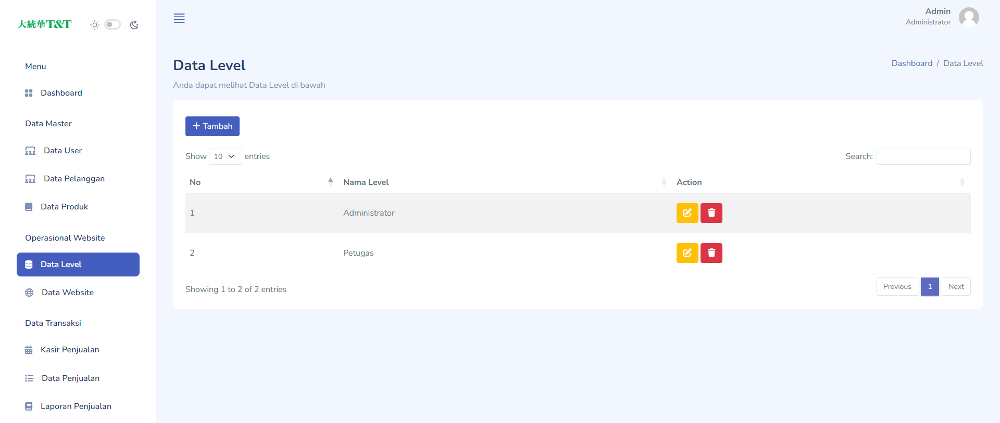 大統華T&T
Menu
Dashboard
Data Master
Data User
Data Pelanggan
Data Produk
Operasional Website
Data Level
Data Website
Data Transaksi
Kasir Penjualan
Data Penjualan
Laporan Penjualan
Admin
Administrator
Data Level
Dashboard / Data Level
Anda dapat melihat Data Level di bawah
+ Tambah
Show 10 entries
Search:
No Nama Level Action
1 Administrator
2 Petugas
Showing 1 to 2 of 2 entries
Previous 1 Next